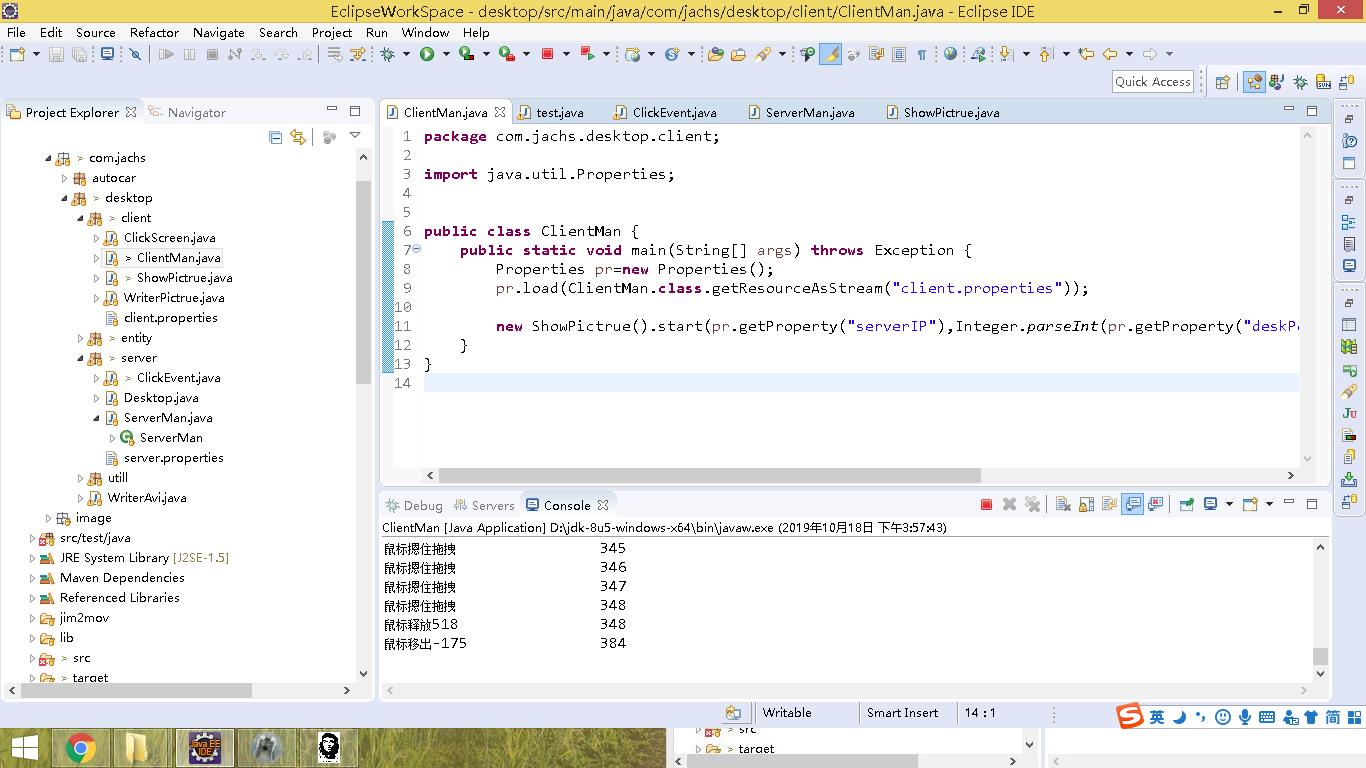 EclipseWorkSpace - desktop/src/main/java/com/jachs/desktop/client/ClientMan.java - Eclipse IDE
File Edit Source Refactor Navigate Search Project Run Window Help
Quick Access
Project Explorer Navigator
> com.jachs
autocar
> desktop
> client
ClickScreen.java
> ClientMan.java
> ShowPictrue.java
WriterPictrue.java
client.properties
> entity
> server
> ClickEvent.java
Desktop.java
ServerMan.java
ServerMan
server.properties
utill
WriterAvi.java
image
src/test/java
JRE System Library [J2SE-1.5]
Maven Dependencies
Referenced Libraries
jim2mov
lib
> src
> target
ClientMan.java test.java ClickEvent.java ServerMan.java ShowPictrue.java
1 package com.jachs.desktop.client;
2
3 import java.util.Properties;
4
5
6 public class ClientMan {
7 public static void main(String[] args) throws Exception {
8 Properties pr=new Properties();
9 pr.load(ClientMan.class.getResourceAsStream("client.properties"));
10
11 new ShowPictrue().start(pr.getProperty("serverIP"),Integer.parseInt(pr.getProperty("deskP
12 }
13 }
14
Debug Servers Console
ClientMan [Java Application] D:\jdk-8u5-windows-x64\bin\javaw.exe (2019年10月18日 下午3:57:43)
鼠标摁住拖拽 345
鼠标摁住拖拽 346
鼠标摁住拖拽 347
鼠标摁住拖拽 348
鼠标释放518 348
鼠标移出-175 384
Writable Smart Insert 14 : 1
英 简
Java EE IDE
> src
> target